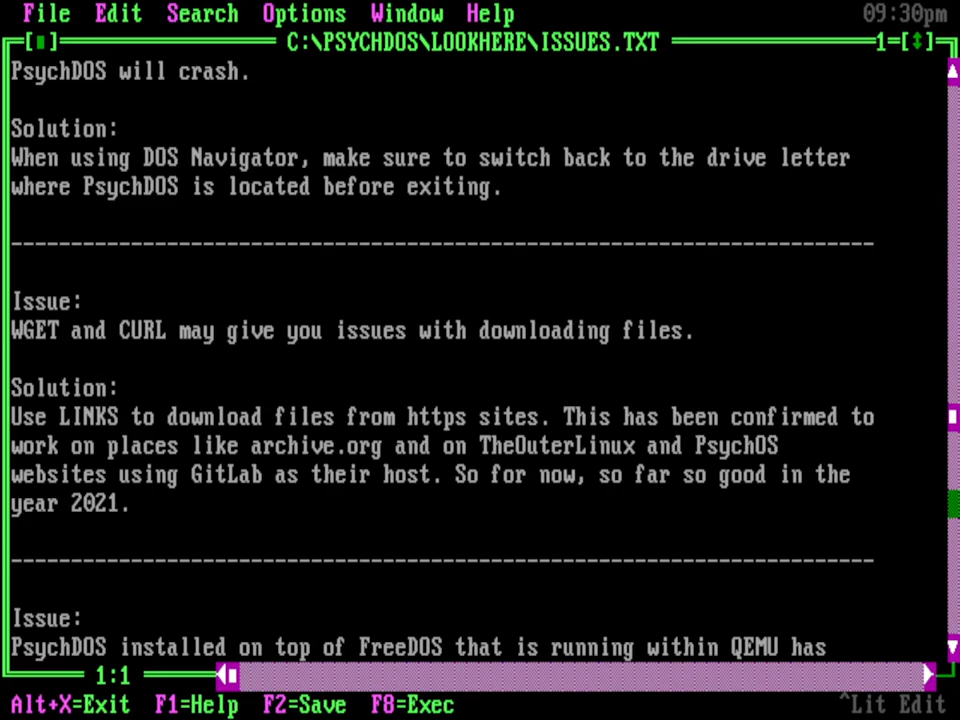 File Edit Search Options Window Help 09:30pm
C:\PSYCHDOS\LOOKHERE\ISSUES.TXT 1=[↕]
PsychDOS will crash.
Solution:
When using DOS Navigator, make sure to switch back to the drive letter
where PsychDOS is located before exiting.
-------------------------------------------------------------------------
Issue:
WGET and CURL may give you issues with downloading files.
Solution:
Use LINKS to download files from https sites. This has been confirmed to
work on places like archive.org and on TheOuterLinux and PsychOS
websites using GitLab as their host. So for now, so far so good in the
year 2021.
-------------------------------------------------------------------------
Issue:
PsychDOS installed on top of FreeDOS that is running within QEMU has
1:1
Alt+X=Exit F1=Help F2=Save F8=Exec ^Lit Edit